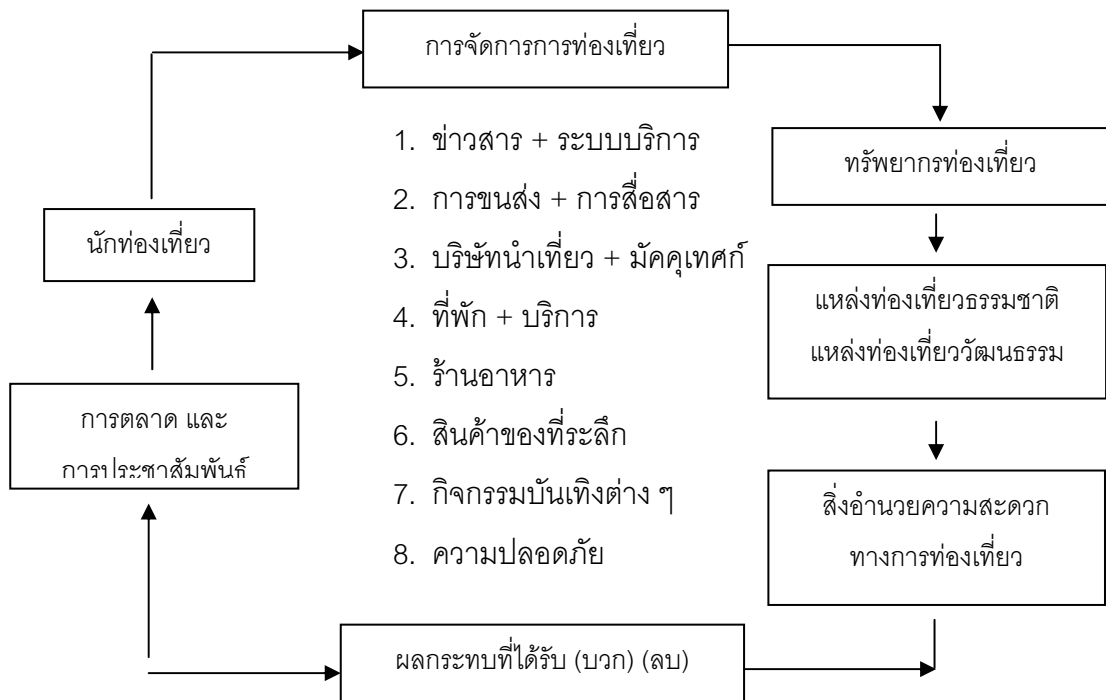 การจัดการการท่องเที่ยว
1. ข่าวสาร + ระบบบริการ
2. การขนส่ง + การสื่อสาร
3. บริษัทนำเที่ยว + มัคคุเทศก์
4. ที่พัก + บริการ
5. ร้านอาหาร
6. สินค้าของที่ระลึก
7. กิจกรรมบันเทิงต่าง ๆ
8. ความปลอดภัย
ทรัพยากรท่องเที่ยว
แหล่งท่องเที่ยวธรรมชาติ
แหล่งท่องเที่ยววัฒนธรรม
สิ่งอำนวยความสะดวก
ทางการท่องเที่ยว
ผลกระทบที่ได้รับ (บวก) (ลบ)
การตลาด และ
การประชาสัมพันธ์
นักท่องเที่ยว